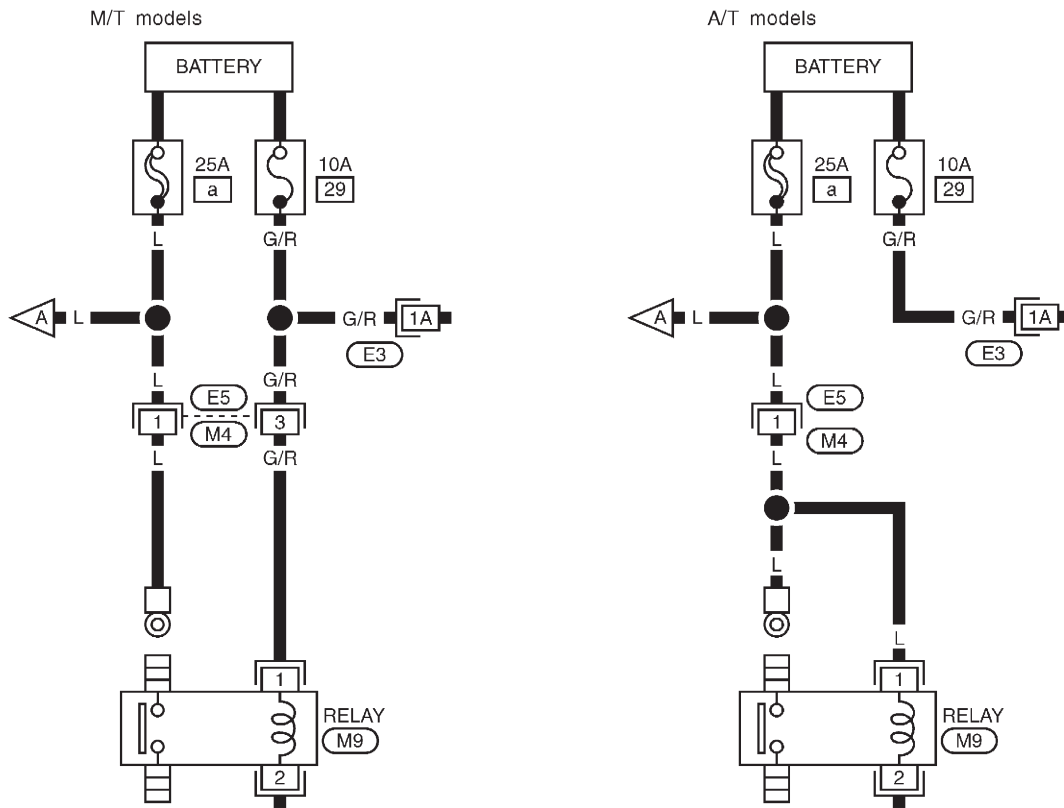 M/T models
BATTERY
25A
a
10A
29
L
G/R
A
L
G/R
1A
E3
L
G/R
1
E5
M4
3
L
G/R
1
RELAY
M9
2
A/T models
BATTERY
25A
a
10A
29
L
G/R
A
L
G/R
1A
E3
L
1
E5
M4
L
L
L
1
RELAY
M9
2